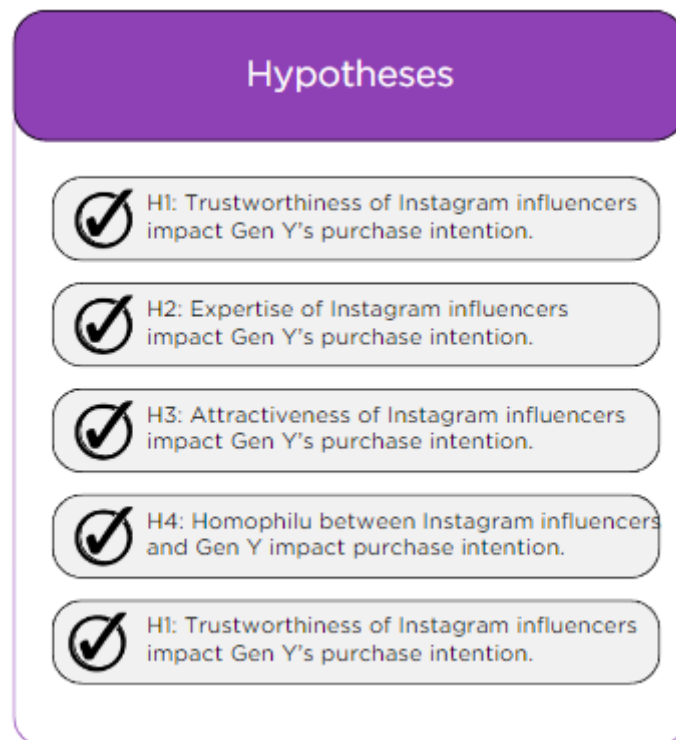 Hypotheses
H1: Trustworthiness of Instagram influencers
impact Gen Y's purchase intention.
H2: Expertise of Instagram influencers
impact Gen Y's purchase intention.
H3: Attractiveness of Instagram influencers
impact Gen Y's purchase intention.
H4: Homophilu between Instagram influencers
and Gen Y impact purchase intention.
H1: Trustworthiness of Instagram influencers
impact Gen Y's purchase intention.